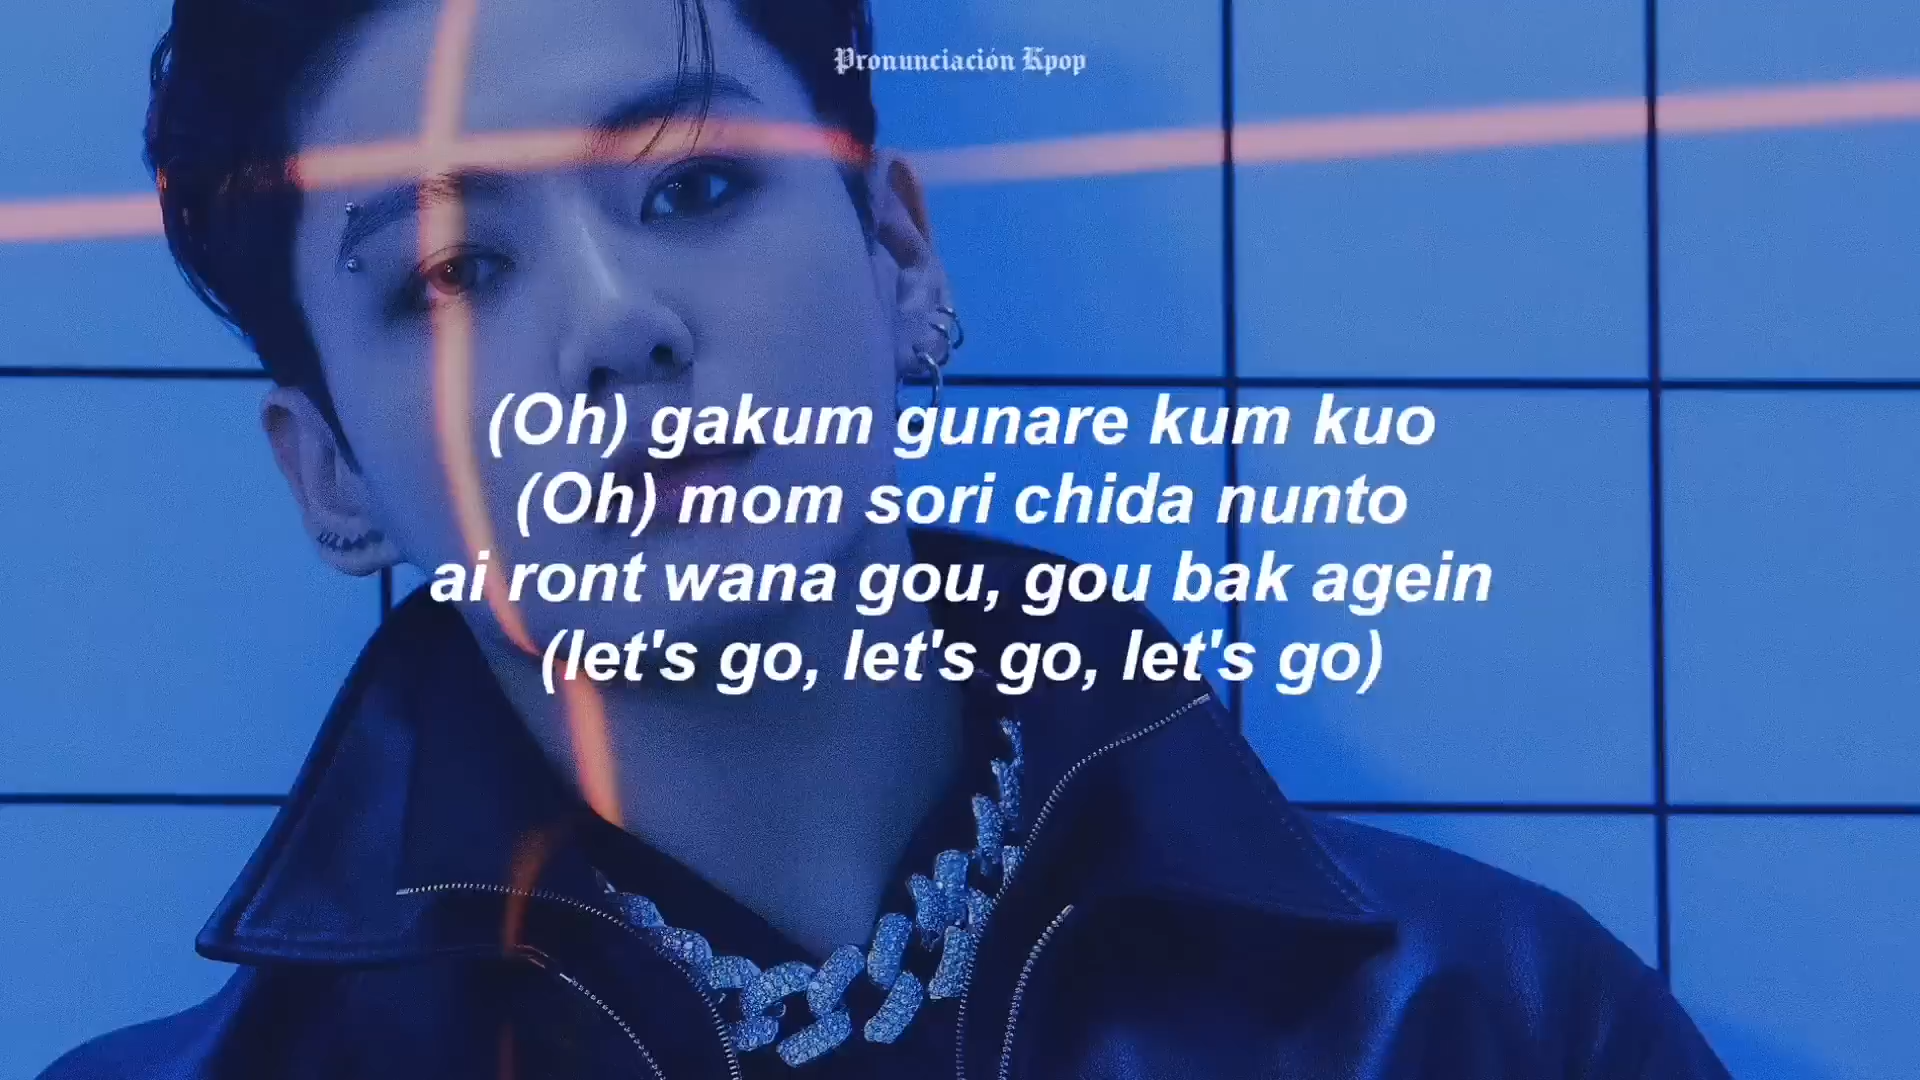 Pronunciación Kpop
(Oh) gakum gunare kum kuo
(Oh) mom sori chida nunto
ai ront wana gou, gou bak agein
(let's go, let's go, let's go)